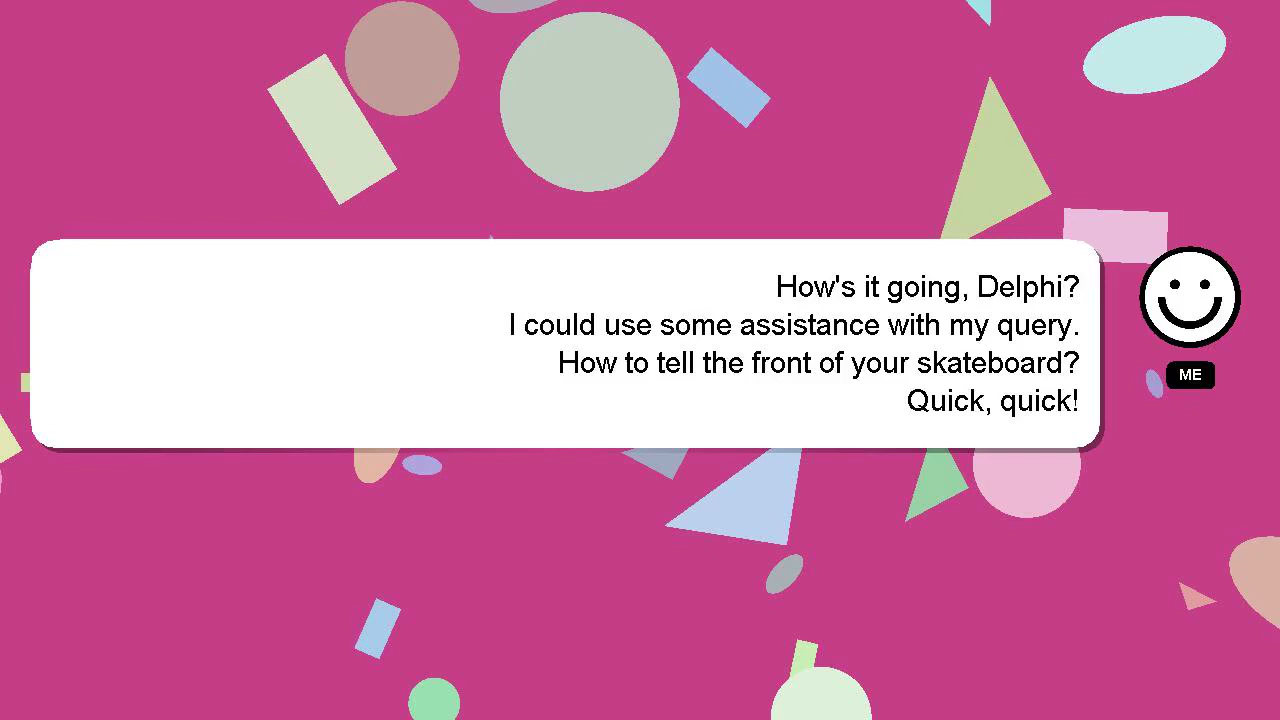 How's it going, Delphi?
I could use some assistance with my query.
How to tell the front of your skateboard?
Quick, quick!
ME